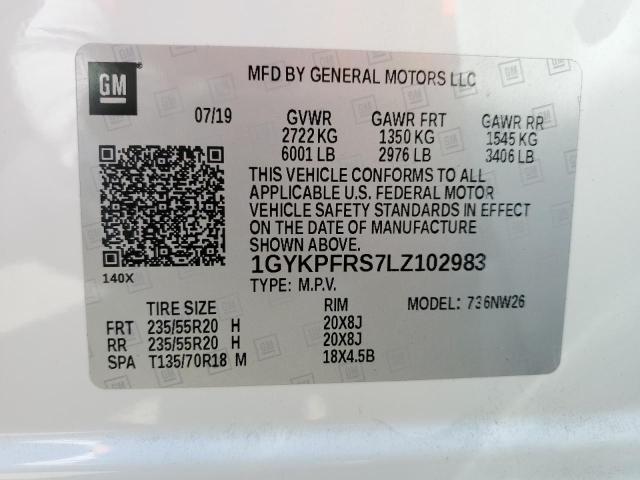 GM
MFD BY GENERAL MOTORS LLC
07/19 GVWR GAWR FRT GAWR RR
2722 KG 1350 KG 1545 KG
6001 LB 2976 LB 3406 LB
THIS VEHICLE CONFORMS TO ALL
APPLICABLE U.S. FEDERAL MOTOR
VEHICLE SAFETY STANDARDS IN EFFECT
ON THE DATE OF MANUFACTURE
SHOWN ABOVE.
140X
1GYKPFRS7LZ102983
TYPE: M.P.V.
TIRE SIZE RIM MODEL: 736NW26
FRT 235/55R20 H 20X8J
RR 235/55R20 H 20X8J
SPA T135/70R18 M 18X4.5B